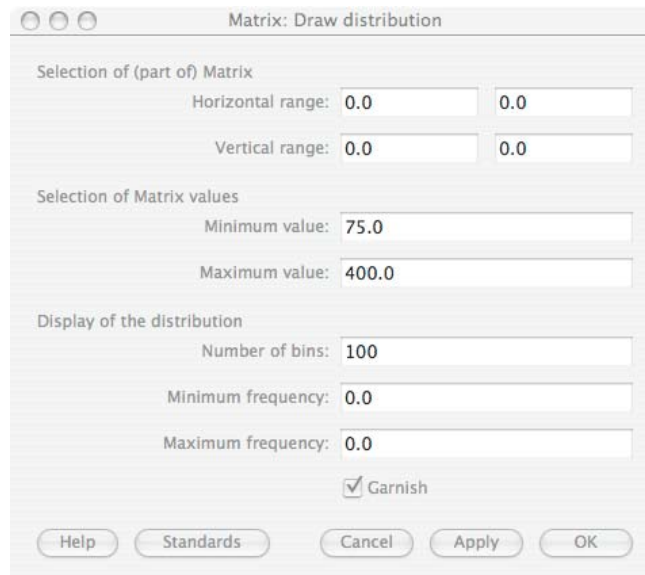 Matrix: Draw distribution
Selection of (part of) Matrix
Horizontal range: 0.0 0.0
Vertical range: 0.0 0.0
Selection of Matrix values
Minimum value: 75.0
Maximum value: 400.0
Display of the distribution
Number of bins: 100
Minimum frequency: 0.0
Maximum frequency: 0.0
Garnish
Help Standards Cancel Apply OK